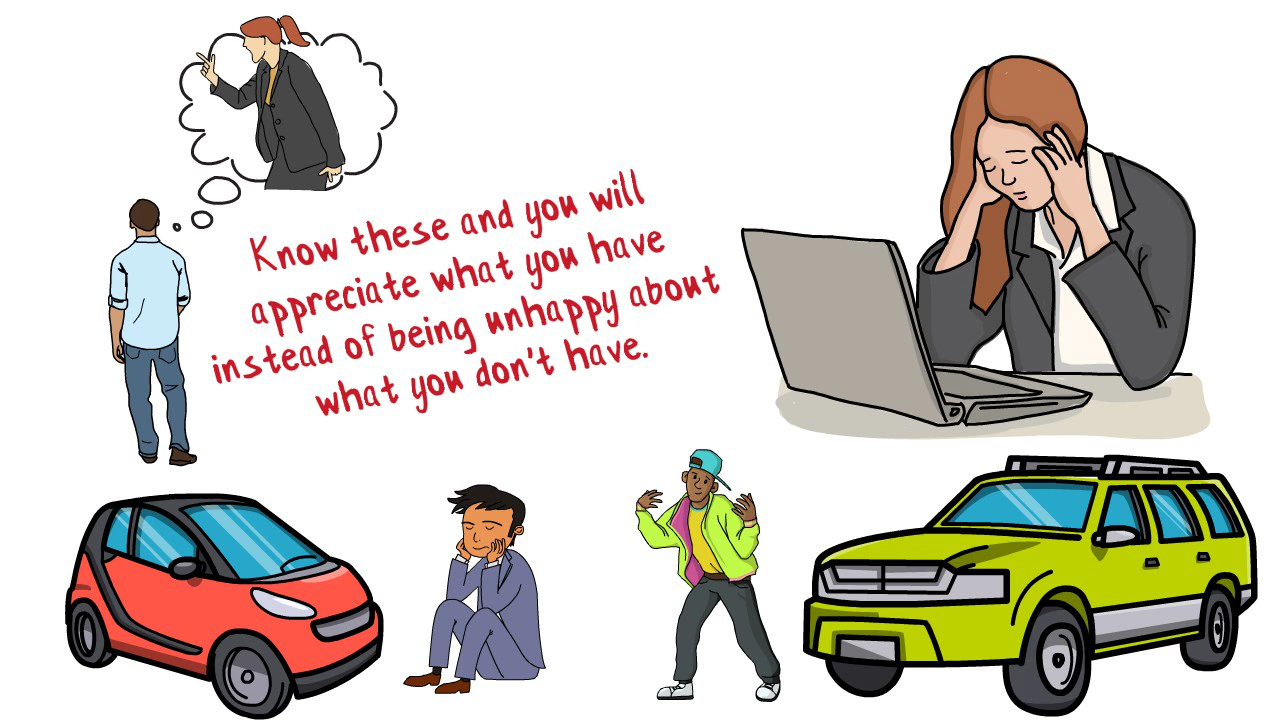 Know these and you will
appreciate what you have
instead of being unhappy about
what you don't have.